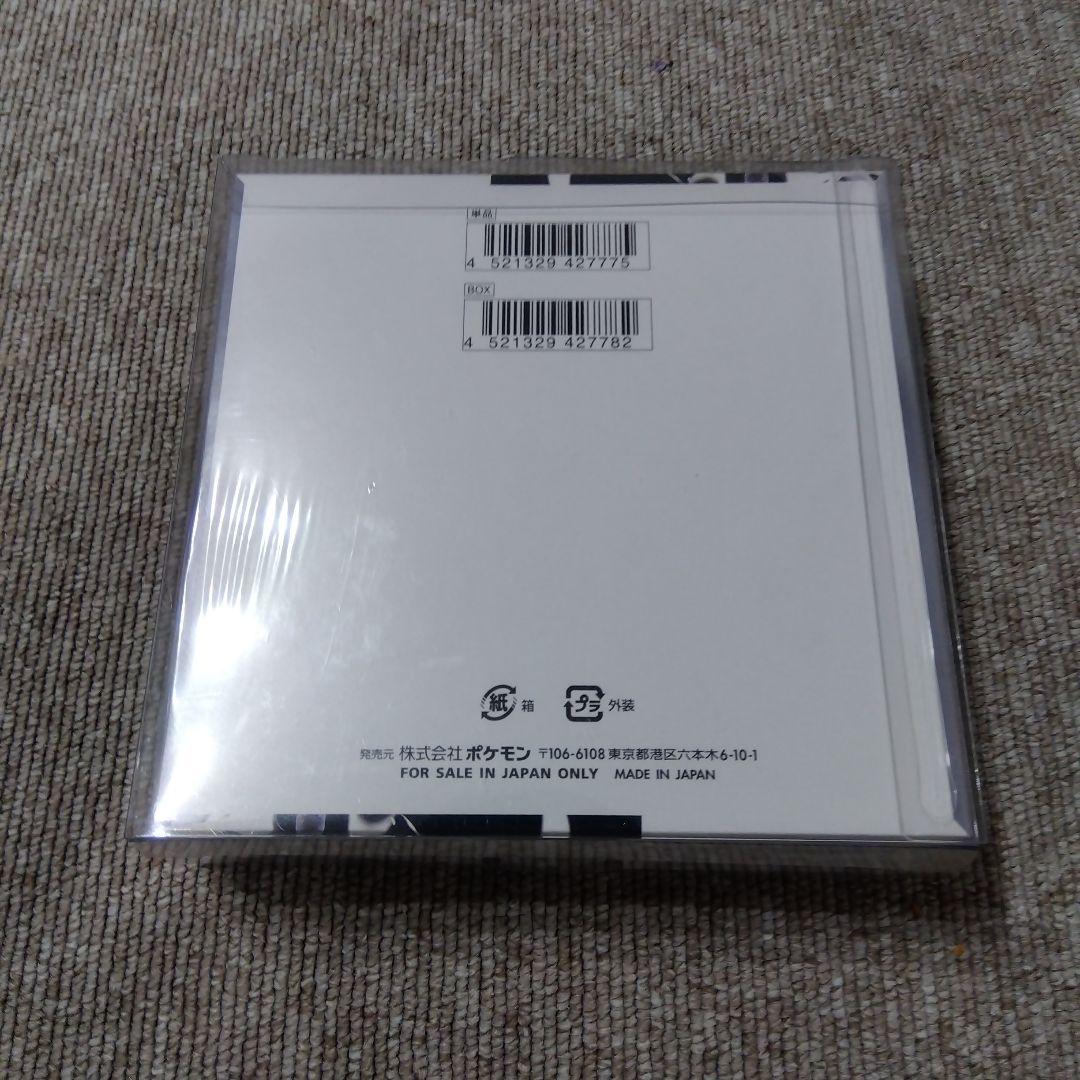 単品
4 521329 427775
BOX
4 521329 427782
紙 箱 プラ 外装
発売元 株式会社 ポケモン 〒106-6108 東京都港区六本木6-10-1
FOR SALE IN JAPAN ONLY MADE IN JAPAN